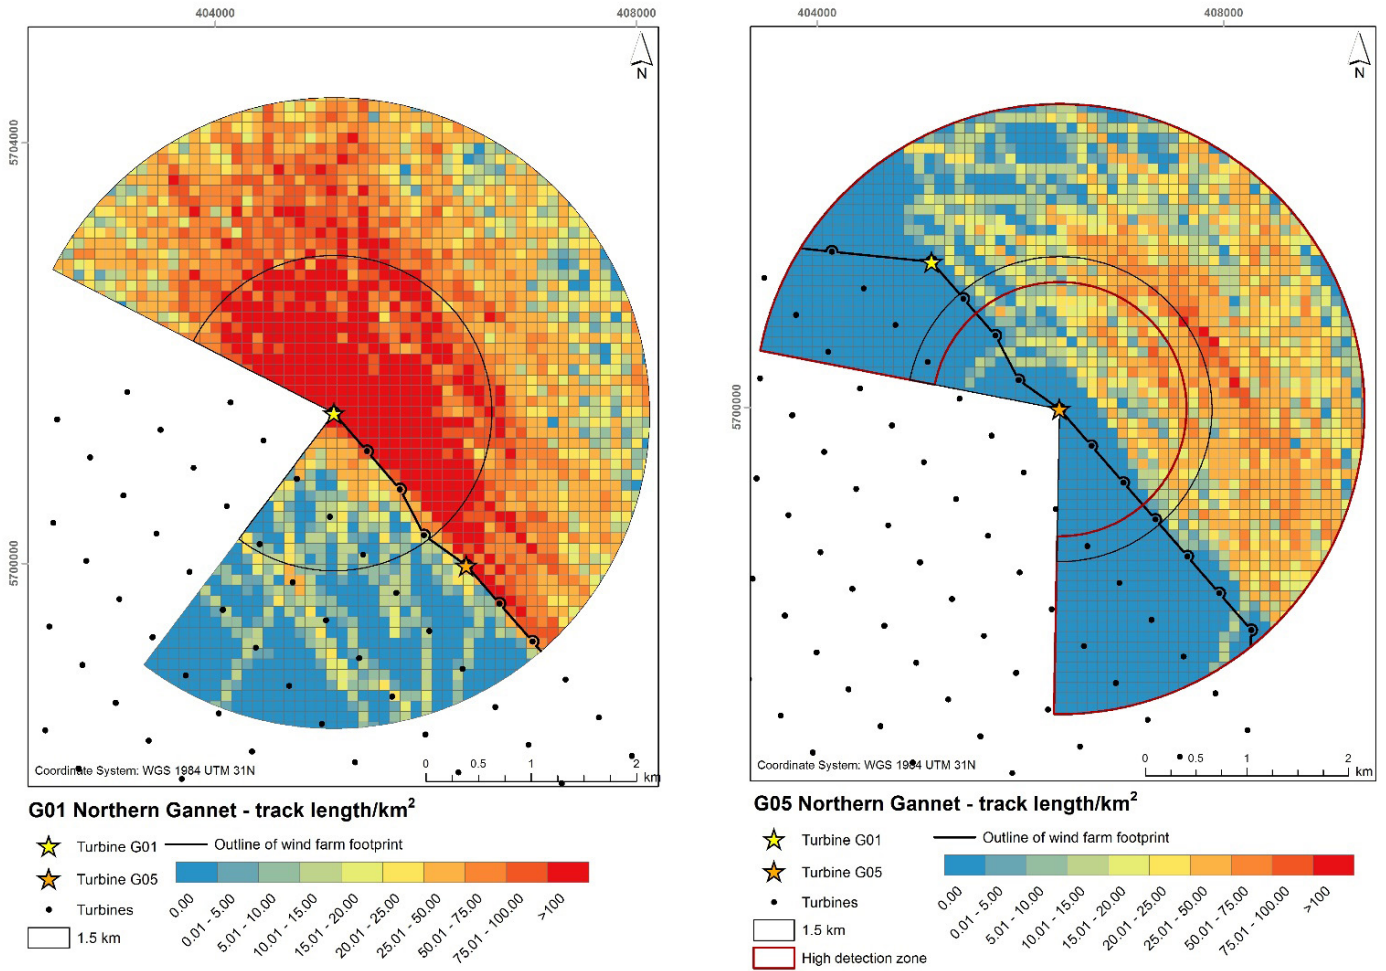 404000
408000
N
5704000
5700000
Coordinate System: WGS 1984 UTM 31N
0 0.5 1 2
km
G01 Northern Gannet - track length/km2
Turbine G01
Outline of wind farm footprint
Turbine G05
Turbines
1.5 km
0.00
0.01 - 5.00
5.01 - 10.00
10.01 - 15.00
15.01 - 20.00
20.01 - 25.00
25.01 - 50.00
50.01 - 75.00
75.01 - 100.00
>100
404000
408000
N
5700000
Coordinate System: WGS 1984 UTM 31N
0 0.5 1 2
km
G05 Northern Gannet - track length/km2
Turbine G01
Outline of wind farm footprint
Turbine G05
Turbines
1.5 km
High detection zone
0.00
0.01 - 5.00
5.01 - 10.00
10.01 - 15.00
15.01 - 20.00
20.01 - 25.00
25.01 - 50.00
50.01 - 75.00
75.01 - 100.00
>100